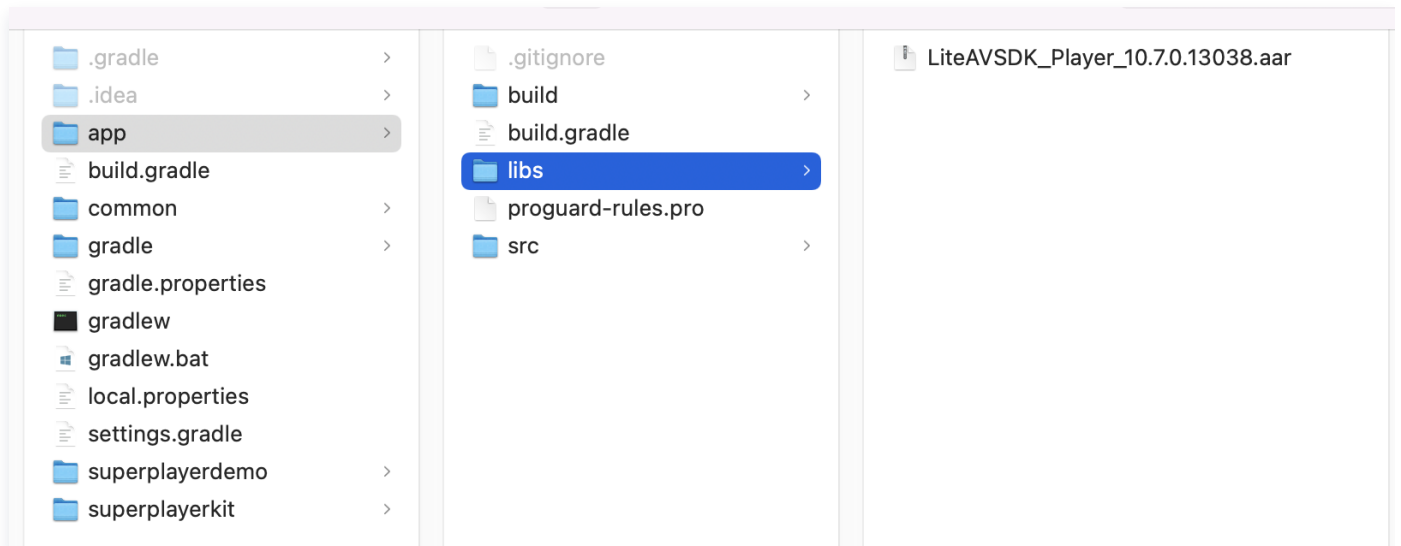 .gradle
.idea
app
build.gradle
common
gradle
gradle.properties
gradlew
gradlew.bat
local.properties
settings.gradle
superplayerdemo
superplayerkit
.gitignore
build
build.gradle
libs
proguard-rules.pro
src
LiteAVSDK_Player_10.7.0.13038.aar